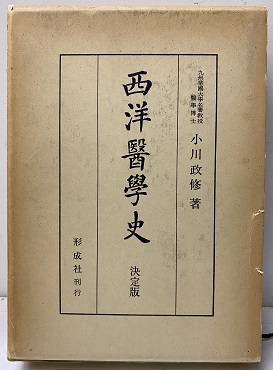 九州帝國大學名譽教授
醫學博士
小川政修著
西洋醫學史
決定版
形成社刊行